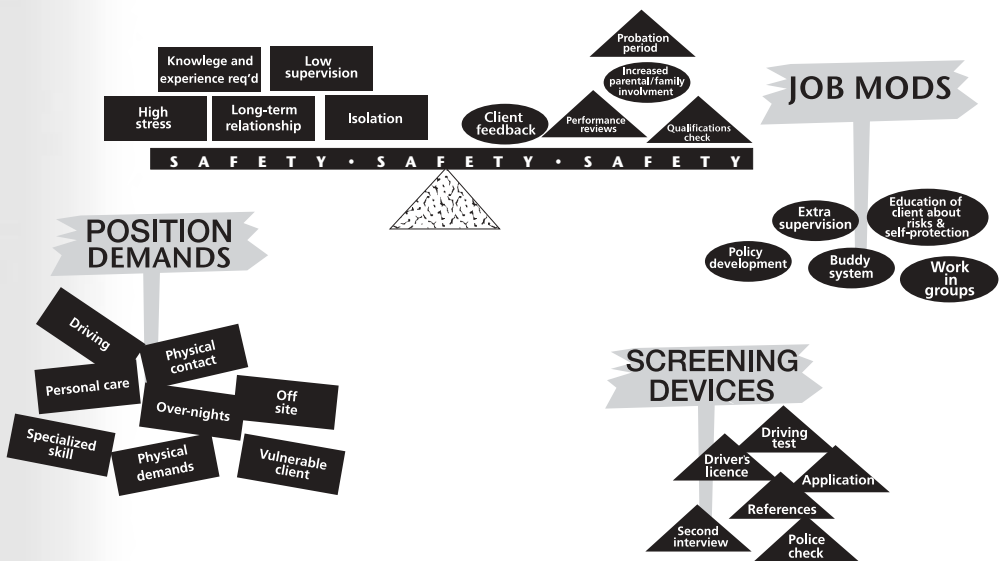 Knowlege and
experience req'd
Low
supervision
High
stress
Long-term
relationship
Isolation
Client
feedback
Probation
period
Increased
parental/family
involvment
Performance
reviews
Qualifications
check
SAFETY · SAFETY · SAFETY
JOB MODS
Extra
supervision
Education of
client about
risks &
self-protection
Policy
development
Buddy
system
Work
in
groups
POSITION
DEMANDS
Driving
Physical
contact
Personal care
Over-nights
Off
site
Specialized
skill
Physical
demands
Vulnerable
client
SCREENING
DEVICES
Driving
test
Driver's
licence
Application
References
Second
interview
Police
check